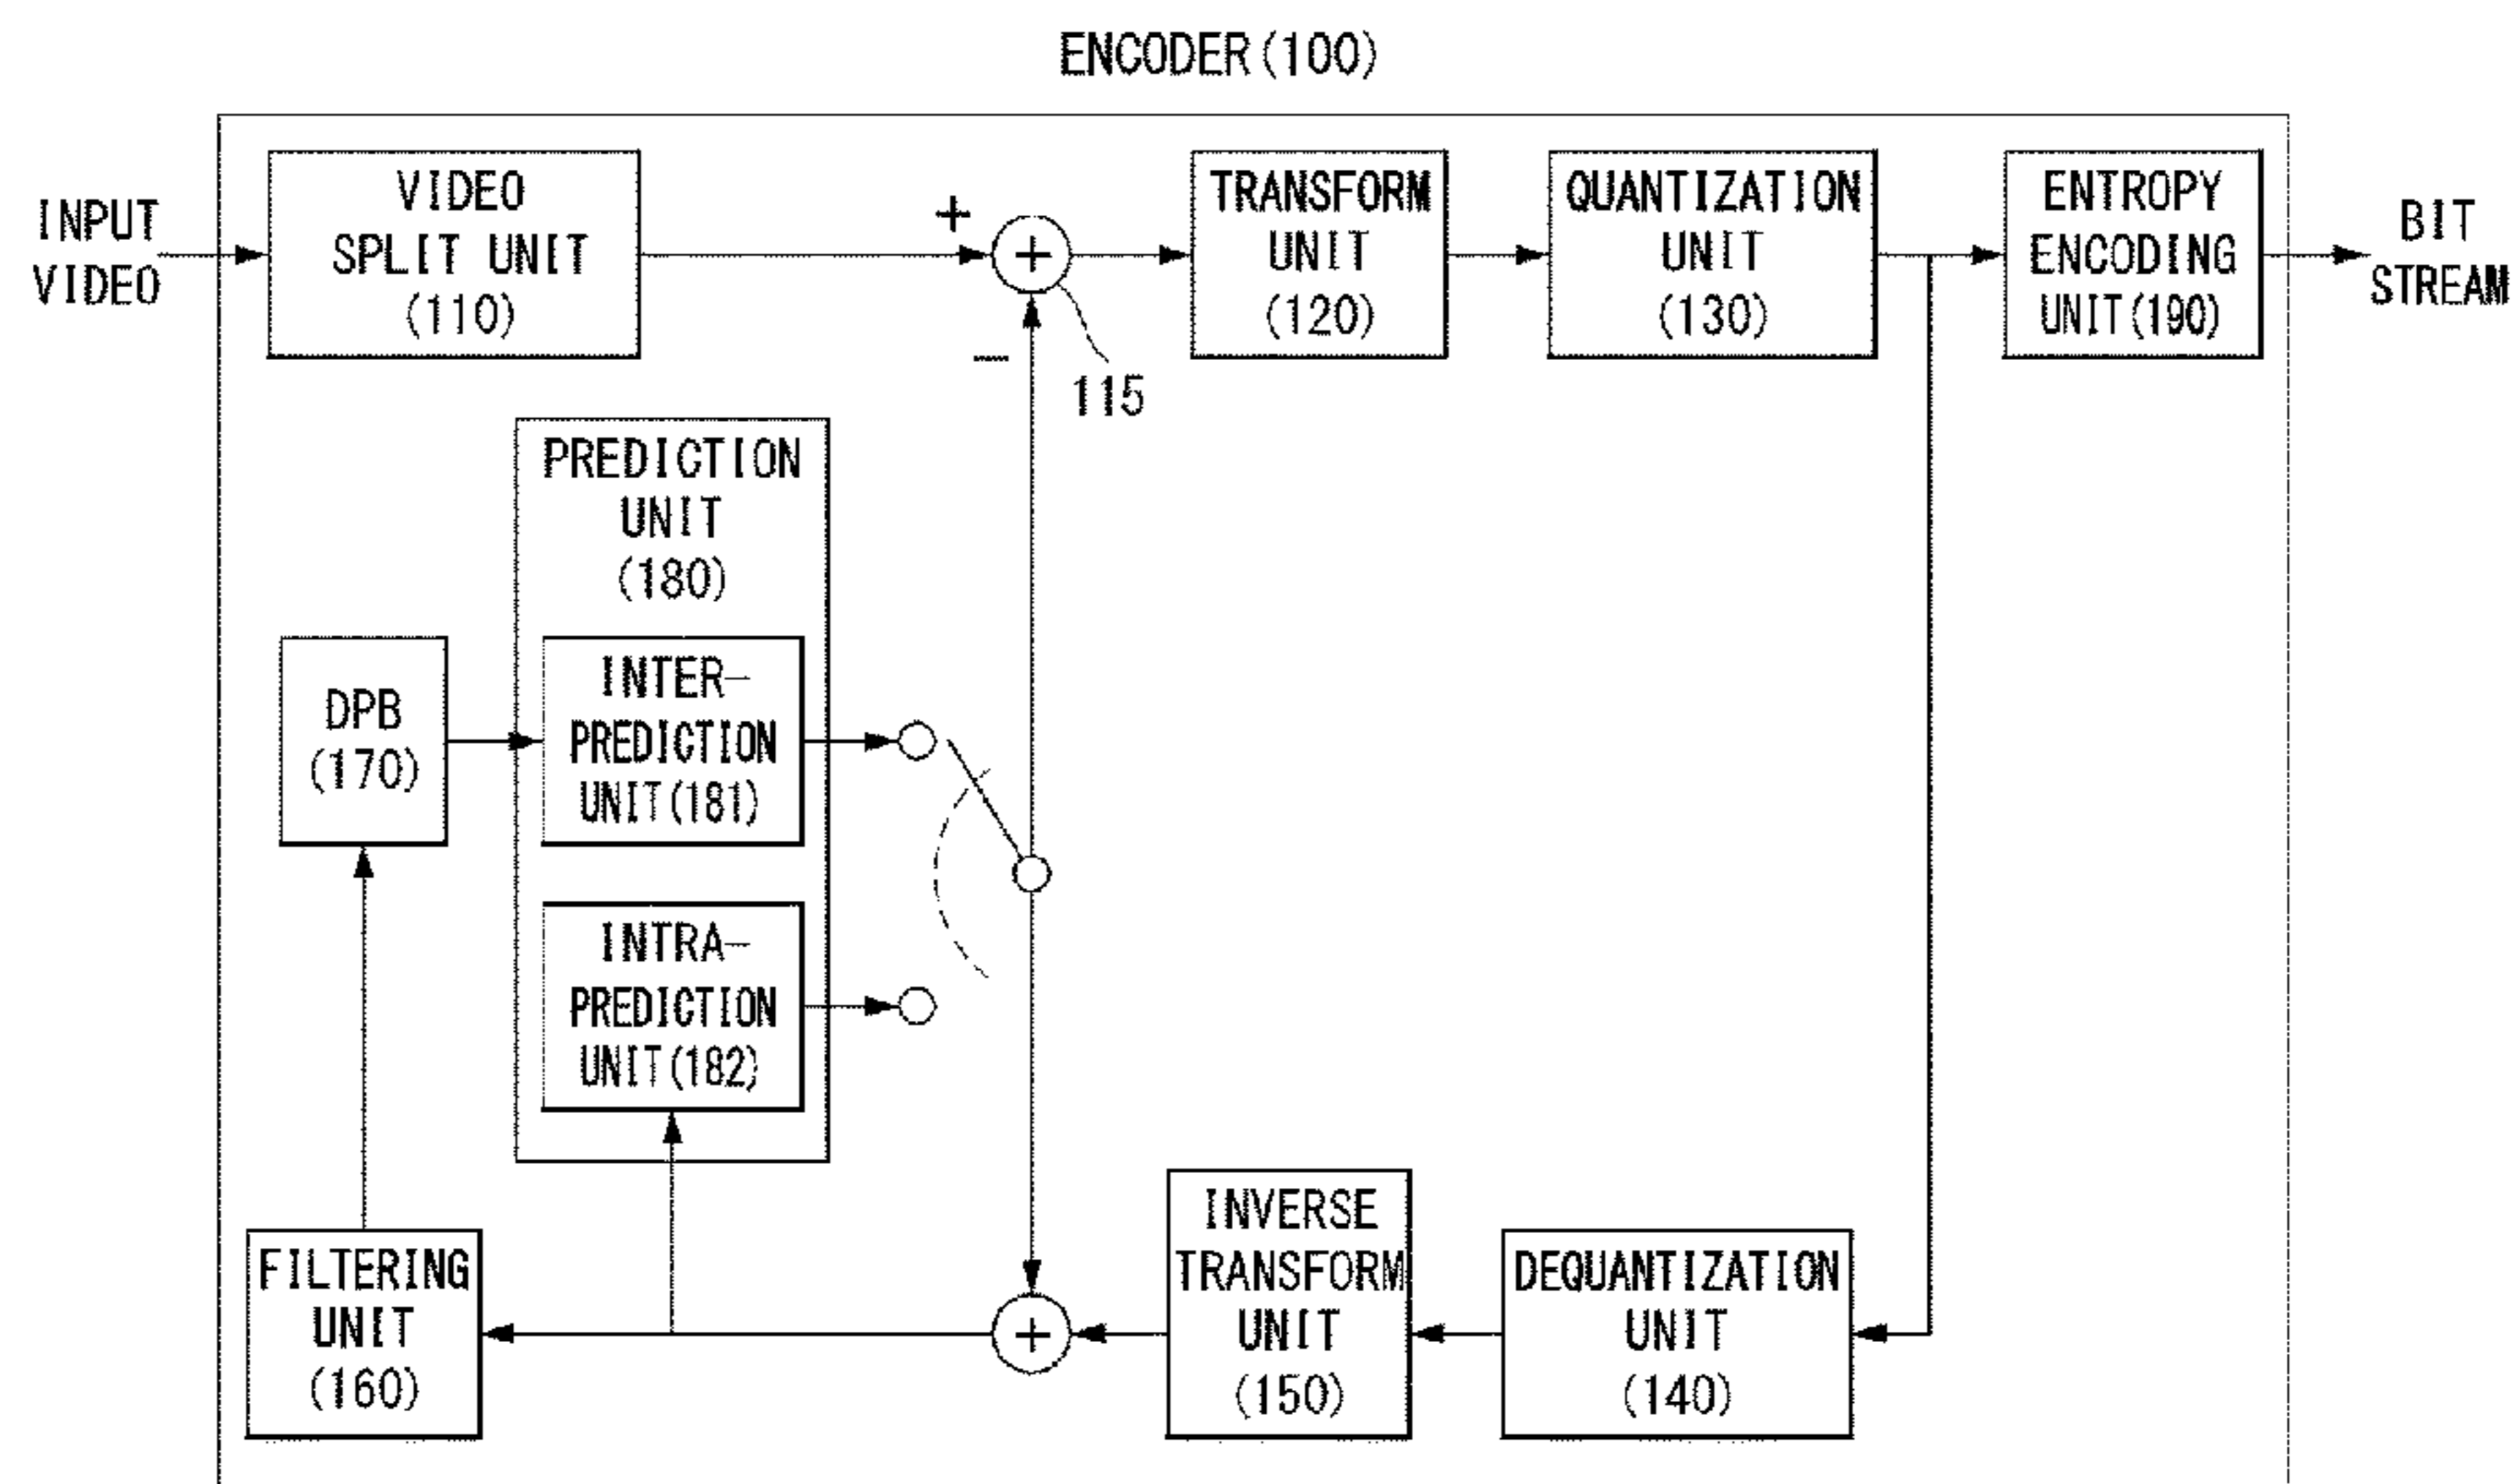 ENCODER(100)
INPUT
VIDEO
VIDEO
SPLIT UNIT
(110)
+
+
−
115
TRANSFORM
UNIT
(120)
QUANTIZATION
UNIT
(130)
ENTROPY
ENCODING
UNIT(190)
BIT
STREAM
PREDICTION
UNIT
(180)
DPB
(170)
INTER-
PREDICTION
UNIT(181)
INTRA-
PREDICTION
UNIT(182)
FILTERING
UNIT
(160)
+
INVERSE
TRANSFORM
UNIT
(150)
DEQUANTIZATION
UNIT
(140)